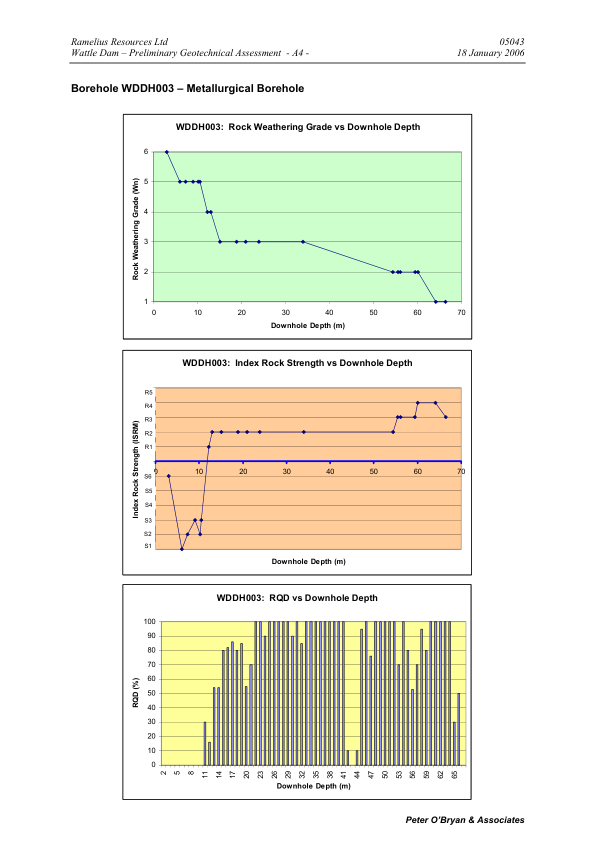 Ramelius Resources Ltd 05043
Wattle Dam – Preliminary Geotechnical Assessment - A4 - 18 January 2006
Borehole WDDH003 – Metallurgical Borehole
WDDH003: Rock Weathering Grade vs Downhole Depth
Rock Weathering Grade (Wn)
6
5
4
3
2
1
0 10 20 30 40 50 60 70
Downhole Depth (m)
WDDH003: Index Rock Strength vs Downhole Depth
Index Rock Strength (ISRM)
R5
R4
R3
R2
R1
0 10 20 30 40 50 60 70
S6
S5
S4
S3
S2
S1
Downhole Depth (m)
WDDH003: RQD vs Downhole Depth
RQD (%)
100
90
80
70
60
50
40
30
20
10
0
2 5 8 11 14 17 20 23 26 29 32 35 38 41 44 47 50 53 56 59 62 65
Downhole Depth (m)
Peter O'Bryan & Associates